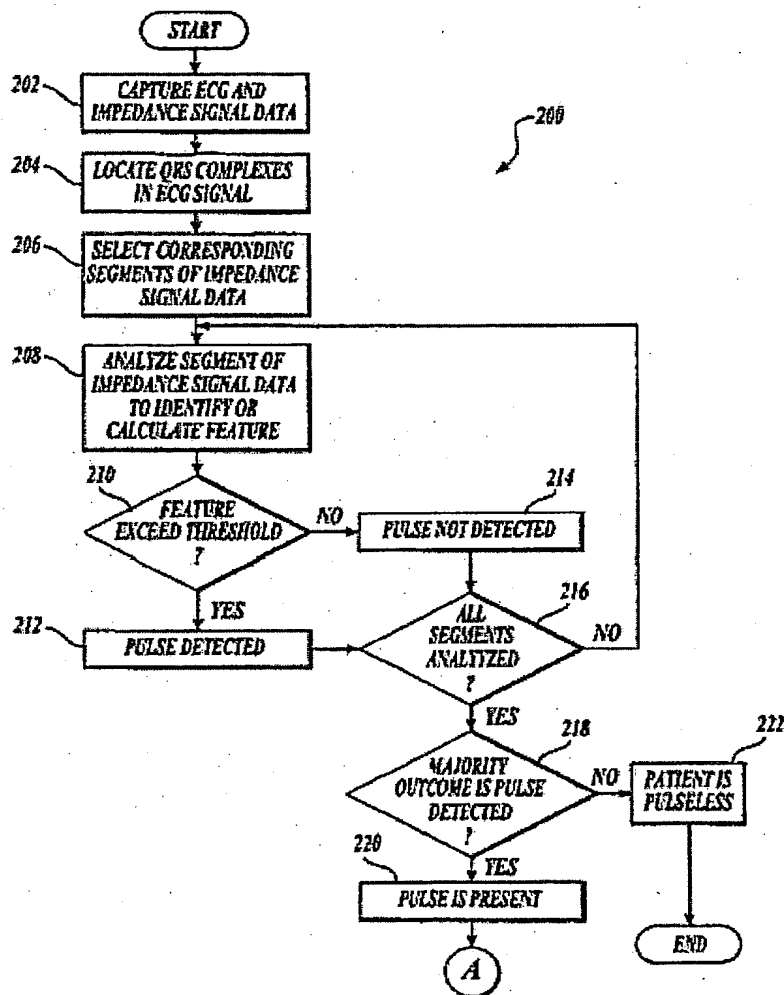 START
202
CAPTURE ECG AND
IMPEDANCE SIGNAL DATA
200
204
LOCATE QRS COMPLEXES
IN ECG SIGNAL
206
SELECT CORRESPONDING
SEGMENTS OF IMPEDANCE
SIGNAL DATA
208
ANALYZE SEGMENT OF
IMPEDANCE SIGNAL DATA
TO IDENTIFY OR
CALCULATE FEATURE
210
FEATURE
EXCEED THRESHOLD
?
NO
214
PULSE NOT DETECTED
YES
212
PULSE DETECTED
216
ALL
SEGMENTS
ANALYZED
?
NO
YES
218
MAJORITY
OUTCOME IS PULSE
DETECTED
?
NO
222
PATIENT IS
PULSELESS
YES
220
PULSE IS PRESENT
A
END